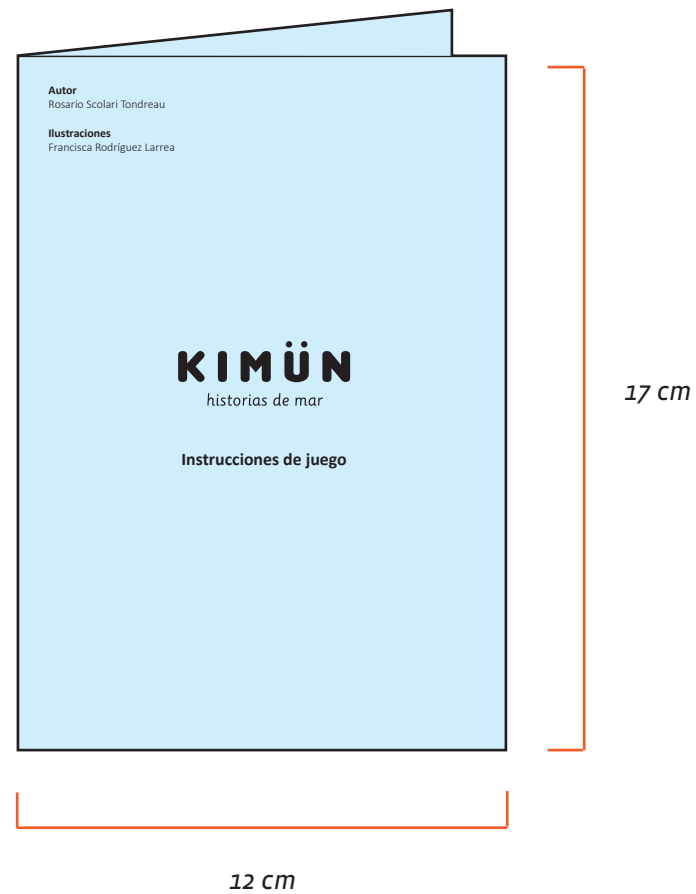 Autor
Rosario Scolari Tondreau
Ilustraciones
Francisca Rodríguez Larrea
KIMÜN
historias de mar
Instrucciones de juego
17 cm
12 cm